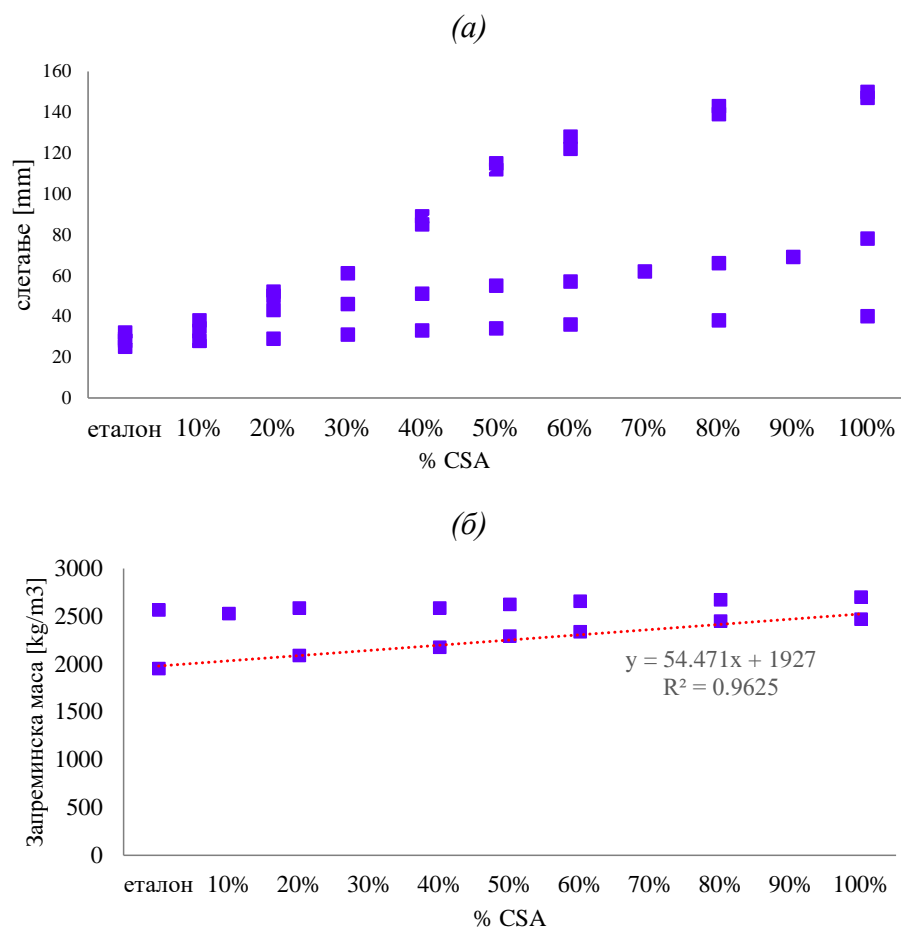 (а)
160
140
120
100
80
60
40
20
0
слегање [mm]
еталон 10% 20% 30% 40% 50% 60% 70% 80% 90% 100%
% CSA
(б)
3000
2500
2000
1500
1000
500
0
Запреминска маса [kg/m3]
y = 54.471x + 1927
R² = 0.9625
еталон 10% 20% 30% 40% 50% 60% 70% 80% 90% 100%
% CSA